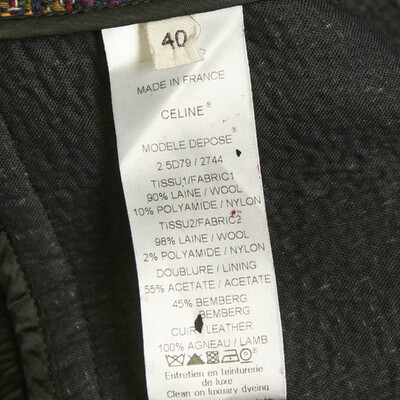 40
MADE IN FRANCE
CELINE®
MODELE DEPOSE®
2 5D79 / 2744
TISSU1/FABRIC1
90% LAINE / WOOL
10% POLYAMIDE / NYLON
TISSU2/FABRIC2
98% LAINE / WOOL
2% POLYAMIDE / NYLON
DOUBLURE / LINING
55% ACETATE / ACETATE
45% BEMBERG
BEMBERG
CUIR LEATHER
100% AGNEAU / LAMB
Entretien en teinturerie
de luxe
Clean on luxuary dyeing